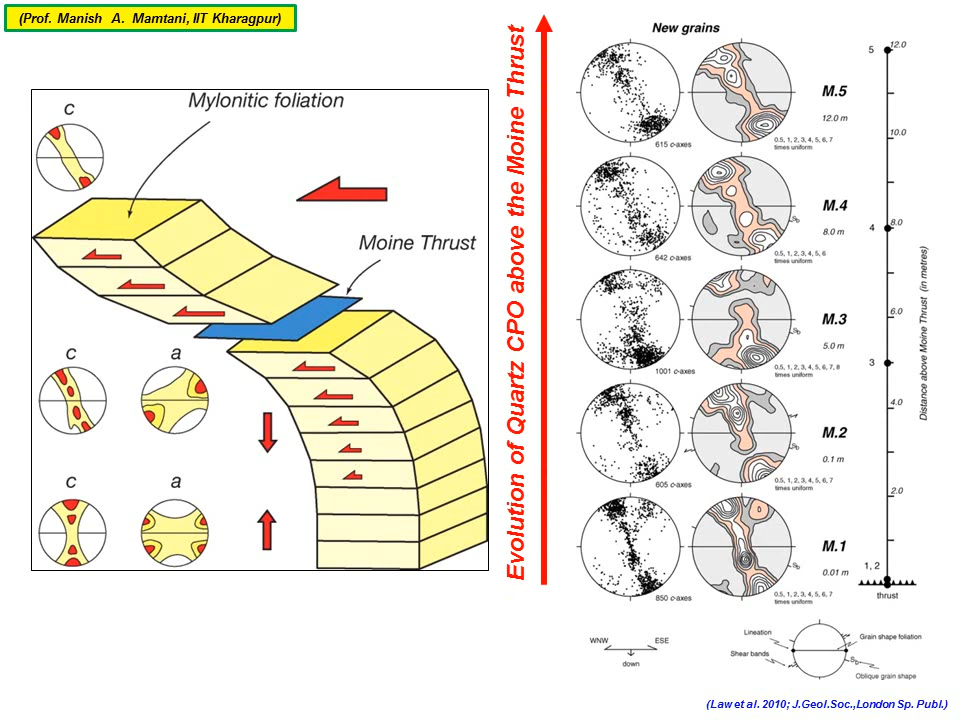 (Prof. Manish A. Mamtani, IIT Kharagpur)
c
Mylonitic foliation
Moine Thrust
c
a
c
a
Evolution of Quartz CPO above the Moine Thrust
New grains
615 c-axes
0.5, 1, 2, 3, 4, 5, 6, 7
times uniform
M.5
12.0 m
642 c-axes
0.5, 1, 2, 3, 4, 5, 6
times uniform
Sb
M.4
8.0 m
1001 c-axes
0.5, 1, 2, 3, 4, 5, 6, 7, 8
times uniform
Sb
M.3
5.0 m
605 c-axes
0.5, 1, 2, 3, 4, 5, 6, 7
times uniform
Sb
M.2
0.1 m
850 c-axes
0.5, 1, 2, 3, 4, 5, 6, 7
times uniform
Sb
M.1
0.01 m
5
12.0
10.0
4
8.0
6.0
3
4.0
2.0
1, 2
thrust
Distance above Moine Thrust (in metres)
WNW
ESE
down
Lineation
Grain shape foliation
Shear bands
Sb
Oblique grain shape
(Law et al. 2010; J.Geol.Soc.,London Sp. Publ.)